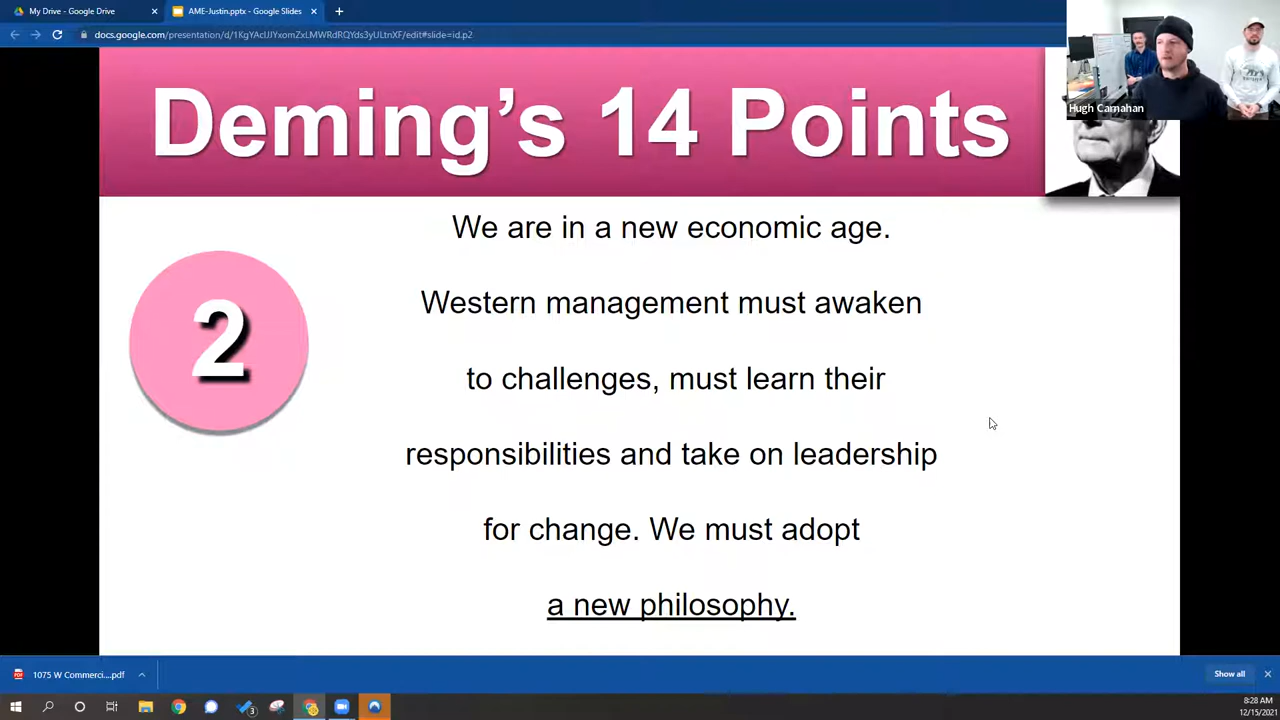 My Drive - Google Drive
AME-Justin.pptx - Google Slides
docs.google.com/presentation/d/1KgYAclJJYxomZxLMWRdRQYds3yULtnXF/edit#slide=id.p2
Hugh Carnahan
Deming's 14 Points
2
We are in a new economic age.
Western management must awaken
to challenges, must learn their
responsibilities and take on leadership
for change. We must adopt
a new philosophy.
1075 W Commerci....pdf
Show all
3
8:28 AM
12/15/2021